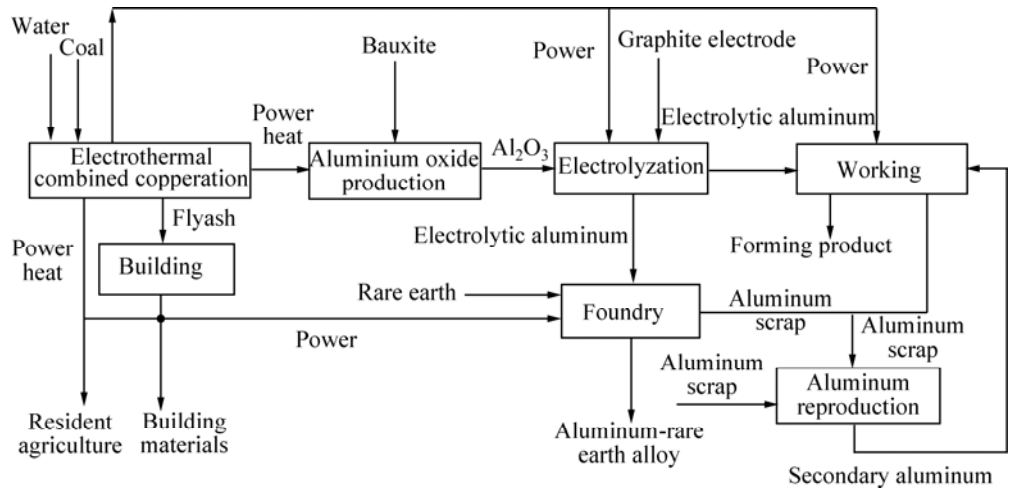 Water
Coal
Bauxite
Graphite electrode
Power
Power
Power
heat
Electrolytic aluminum
Electrothermal
combined copperation
Aluminium oxide
production
Al₂O₃
Electrolyzation
Working
Flyash
Power
heat
Building
Electrolytic aluminum
Forming product
Rare earth
Foundry
Aluminum
scrap
Power
Aluminum
scrap
Aluminum
scrap
Aluminum
reproduction
Resident
agriculture
Building
materials
Aluminum-rare
earth alloy
Secondary aluminum